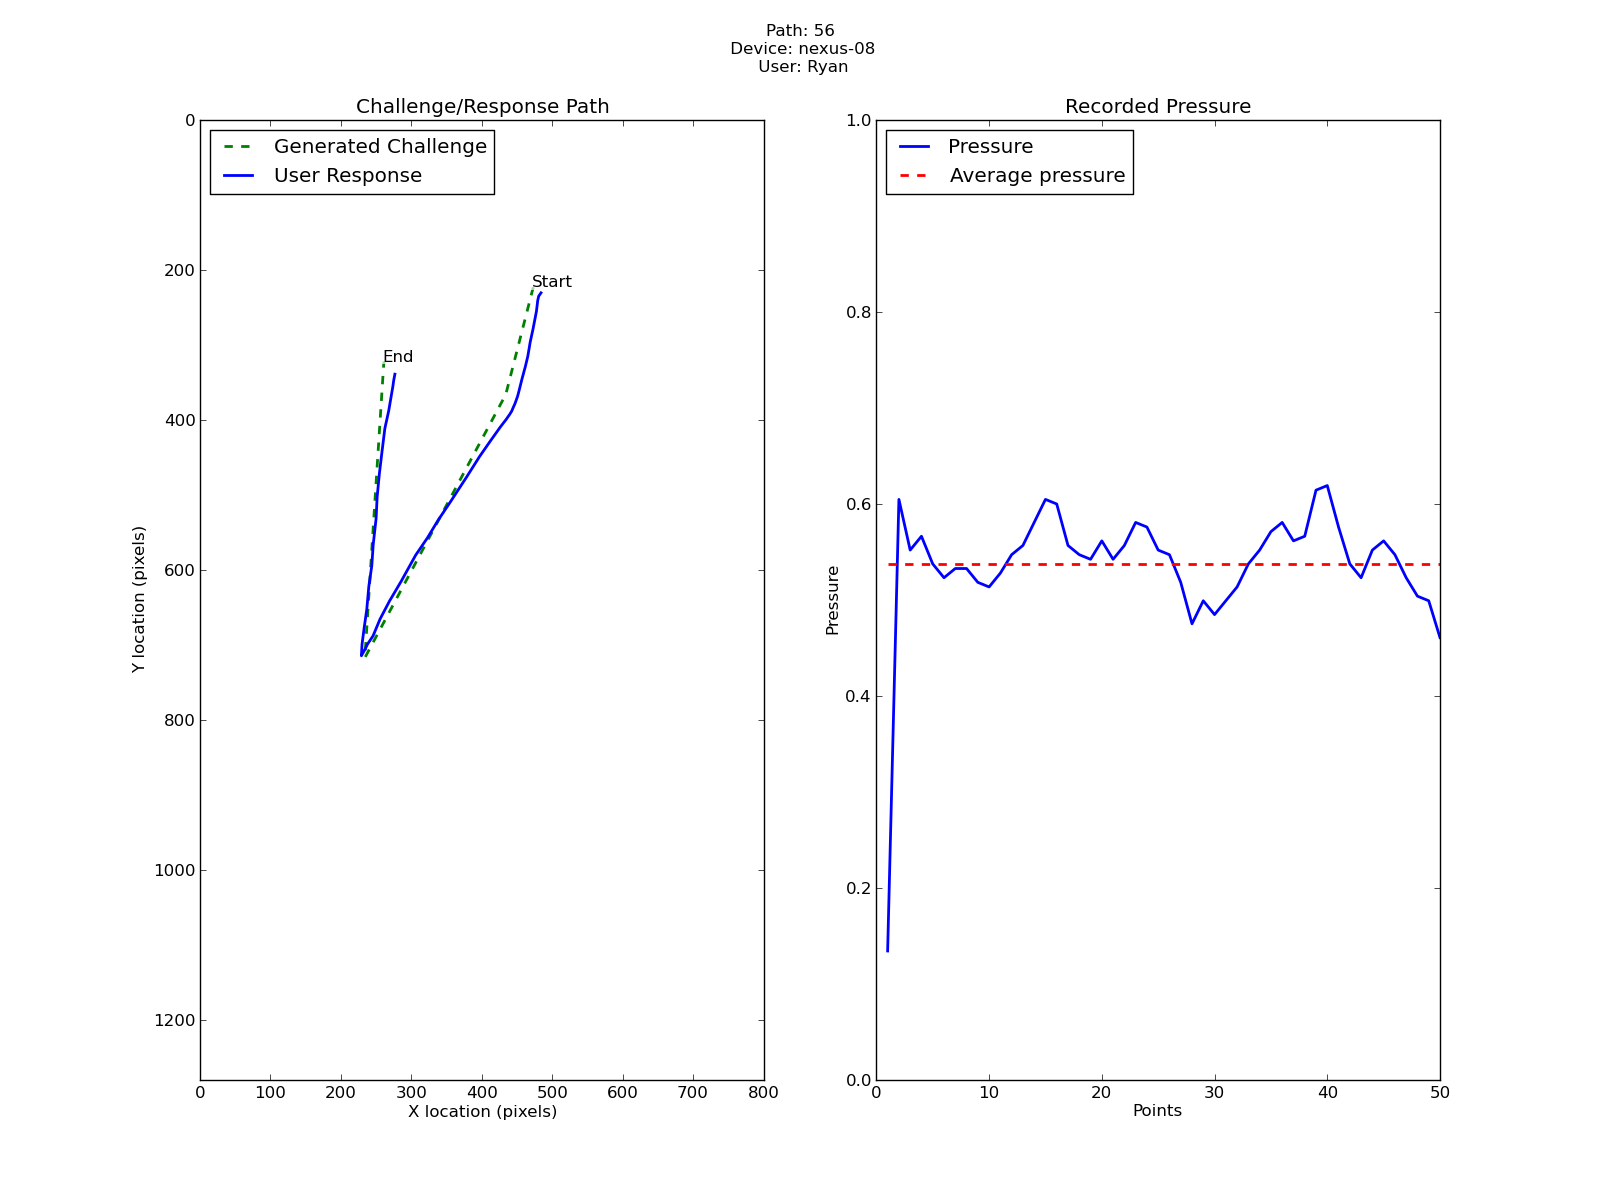 Path: 56
Device: nexus-08
User: Ryan
Challenge/Response Path
Generated Challenge
User Response
Start
End
0
200
400
600
800
1000
1200
Y location (pixels)
0 100 200 300 400 500 600 700 800
X location (pixels)
Recorded Pressure
Pressure
Average pressure
1.0
0.8
0.6
0.4
0.2
0.0
Pressure
0 10 20 30 40 50
Points